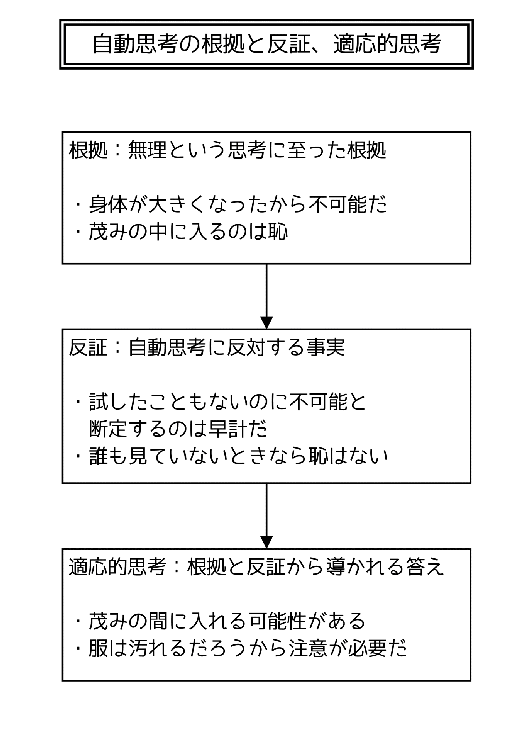 自動思考の根拠と反証、適応的思考
根拠：無理という思考に至った根拠
・身体が大きくなったから不可能だ
・茂みの中に入るのは恥
反証：自動思考に反対する事実
・試したこともないのに不可能と
断定するのは早計だ
・誰も見ていないときなら恥はない
適応的思考：根拠と反証から導かれる答え
・茂みの間に入れる可能性がある
・服は汚れるだろうから注意が必要だ